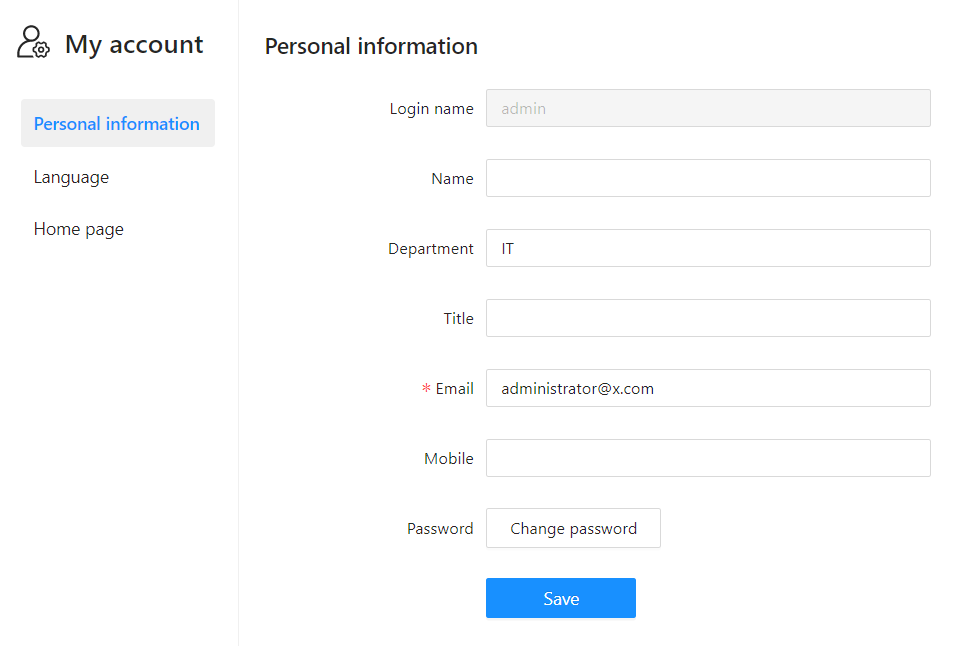 My account
Personal information
Language
Home page
Personal information
Login name admin
Name
Department IT
Title
* Email administrator@x.com
Mobile
Password Change password
Save